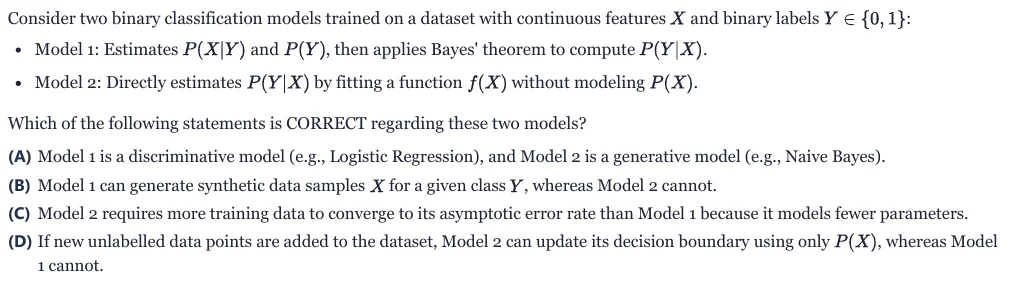 Consider two binary classification models trained on a dataset with continuous features X and binary labels Y ∈ {0, 1}:
• Model 1: Estimates P(X|Y) and P(Y), then applies Bayes' theorem to compute P(Y|X).
• Model 2: Directly estimates P(Y|X) by fitting a function f(X) without modeling P(X).
Which of the following statements is CORRECT regarding these two models?
(A) Model 1 is a discriminative model (e.g., Logistic Regression), and Model 2 is a generative model (e.g., Naive Bayes).
(B) Model 1 can generate synthetic data samples X for a given class Y, whereas Model 2 cannot.
(C) Model 2 requires more training data to converge to its asymptotic error rate than Model 1 because it models fewer parameters.
(D) If new unlabelled data points are added to the dataset, Model 2 can update its decision boundary using only P(X), whereas Model
1 cannot.